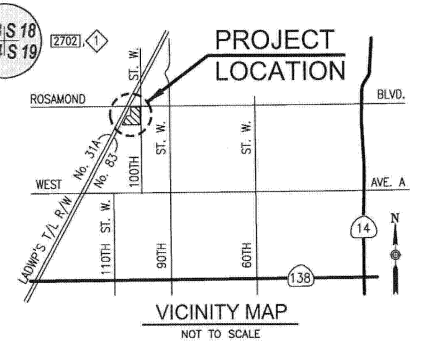 S 18
S 19
2702, 1
PROJECT
LOCATION
ST. W.
ROSAMOND
BLVD.
No. 31A
No. 83
100TH
ST. W.
ST. W.
WEST
AVE. A
LADWP'S T/L R/W
110TH ST. W.
90TH
60TH
14
N
138
VICINITY MAP
NOT TO SCALE